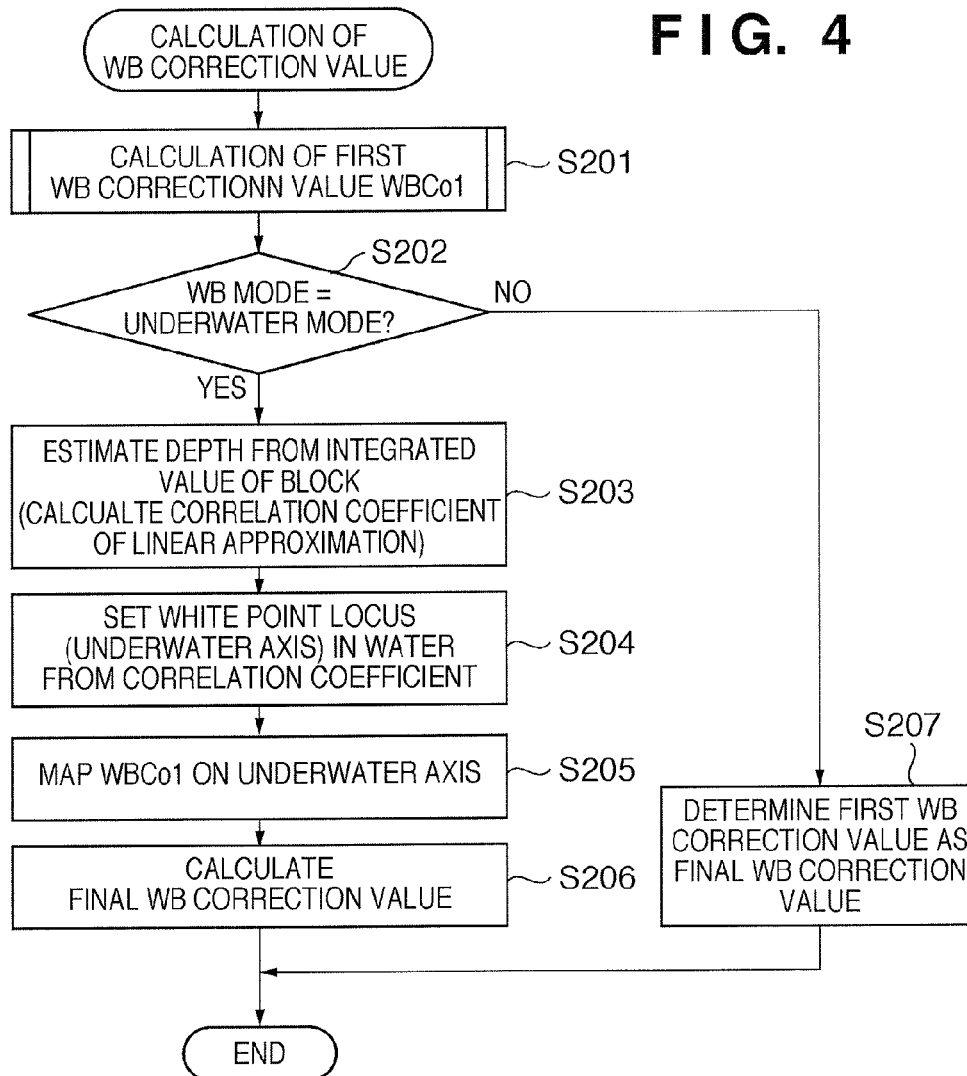 FIG. 4
CALCULATION OF
WB CORRECTION VALUE
CALCULATION OF FIRST
WB CORRECTIONN VALUE WBCo1
S201
S202
WB MODE =
UNDERWATER MODE?
NO
YES
ESTIMATE DEPTH FROM INTEGRATED
VALUE OF BLOCK
(CALCUALTE CORRELATION COEFFICIENT
OF LINEAR APPROXIMATION)
S203
SET WHITE POINT LOCUS
(UNDERWATER AXIS) IN WATER
FROM CORRELATION COEFFICIENT
S204
MAP WBCo1 ON UNDERWATER AXIS
S205
CALCULATE
FINAL WB CORRECTION VALUE
S206
S207
DETERMINE FIRST WB
CORRECTION VALUE AS
FINAL WB CORRECTION
VALUE
END